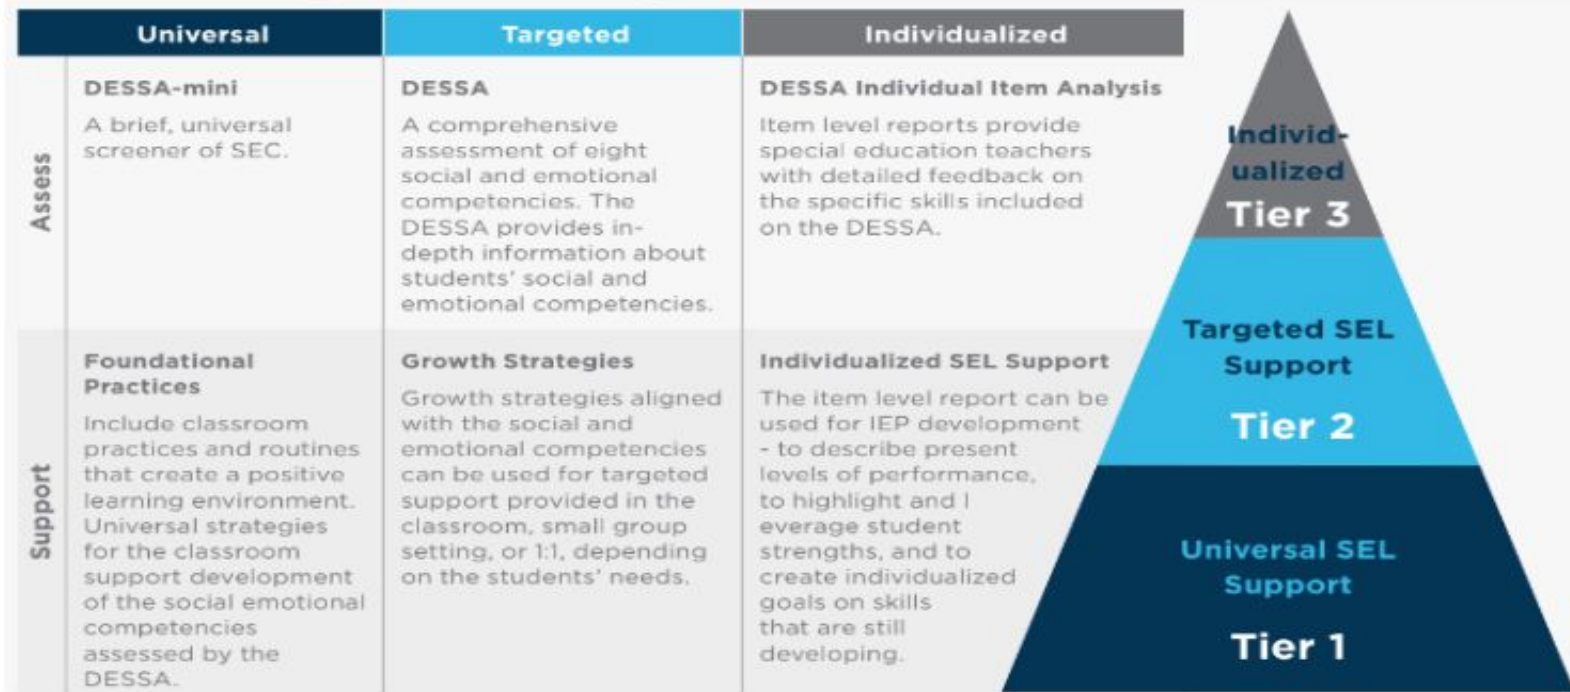 Universal
Targeted
Individualized
Assess
DESSA-mini
A brief, universal
screener of SEC.
DESSA
A comprehensive
assessment of eight
social and emotional
competencies. The
DESSA provides in-
depth information about
students' social and
emotional competencies.
DESSA Individual Item Analysis
Item level reports provide
special education teachers
with detailed feedback on
the specific skills included
on the DESSA.
Support
Foundational
Practices
Include classroom
practices and routines
that create a positive
learning environment.
Universal strategies
for the classroom
support development
of the social emotional
competencies
assessed by the
DESSA.
Growth Strategies
Growth strategies aligned
with the social and
emotional competencies
can be used for targeted
support provided in the
classroom, small group
setting, or 1:1, depending
on the students' needs.
Individualized SEL Support
The item level report can be
used for IEP development
- to describe present
levels of performance,
to highlight and l
everage student
strengths, and to
create individualized
goals on skills
that are still
developing.
Individ-
ualized
Tier 3
Targeted SEL
Support
Tier 2
Universal SEL
Support
Tier 1